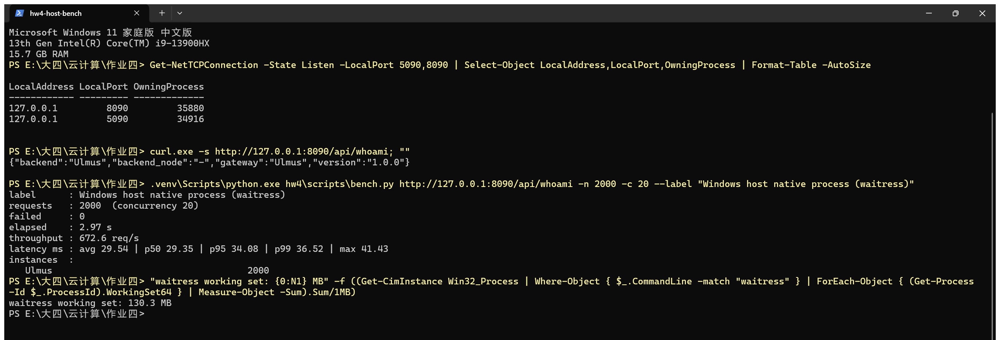 hw4-host-bench
Microsoft Windows 11 家庭版 中文版
13th Gen Intel(R) Core(TM) i9-13900HX
15.7 GB RAM
PS E:\大四\云计算\作业四> Get-NetTCPConnection -State Listen -LocalPort 5090,8090 | Select-Object LocalAddress,LocalPort,OwningProcess | Format-Table -AutoSize
LocalAddress LocalPort OwningProcess
------------ --------- -------------
127.0.0.1         8090         35880
127.0.0.1         5090         34916
PS E:\大四\云计算\作业四> curl.exe -s http://127.0.0.1:8090/api/whoami; ""
{"backend":"Ulmus","backend_node":"-","gateway":"Ulmus","version":"1.0.0"}
PS E:\大四\云计算\作业四> .venv\Scripts\python.exe hw4\scripts\bench.py http://127.0.0.1:8090/api/whoami -n 2000 -c 20 --label "Windows host native process (waitress)"
label      : Windows host native process (waitress)
requests   : 2000  (concurrency 20)
failed     : 0
elapsed    : 2.97 s
throughput : 672.6 req/s
latency ms : avg 29.54 | p50 29.35 | p95 34.08 | p99 36.52 | max 41.43
instances  :
   Ulmus                                    2000
PS E:\大四\云计算\作业四> "waitress working set: {0:N1} MB" -f ((Get-CimInstance Win32_Process | Where-Object { $_.CommandLine -match "waitress" } | ForEach-Object { (Get-Process
-Id $_.ProcessId).WorkingSet64 } | Measure-Object -Sum).Sum/1MB)
waitress working set: 130.3 MB
PS E:\大四\云计算\作业四>